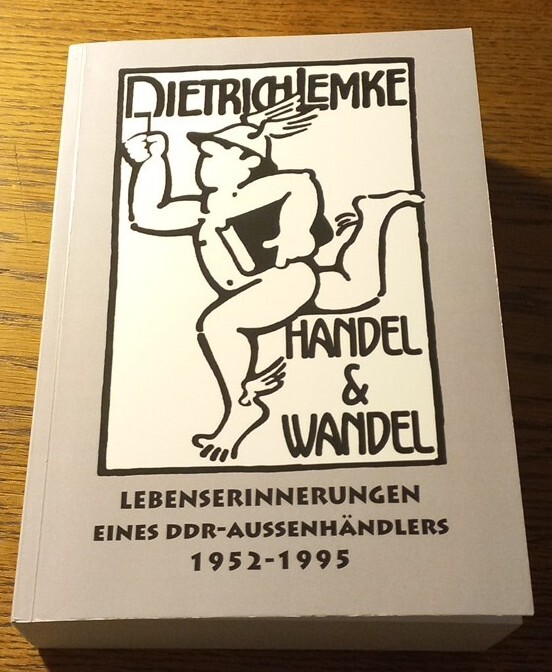 DIETRICH LEMKE
HANDEL
&
WANDEL
LEBENSERINNERUNGEN
EINES DDR-AUSSENHÄNDLERS
1952-1995